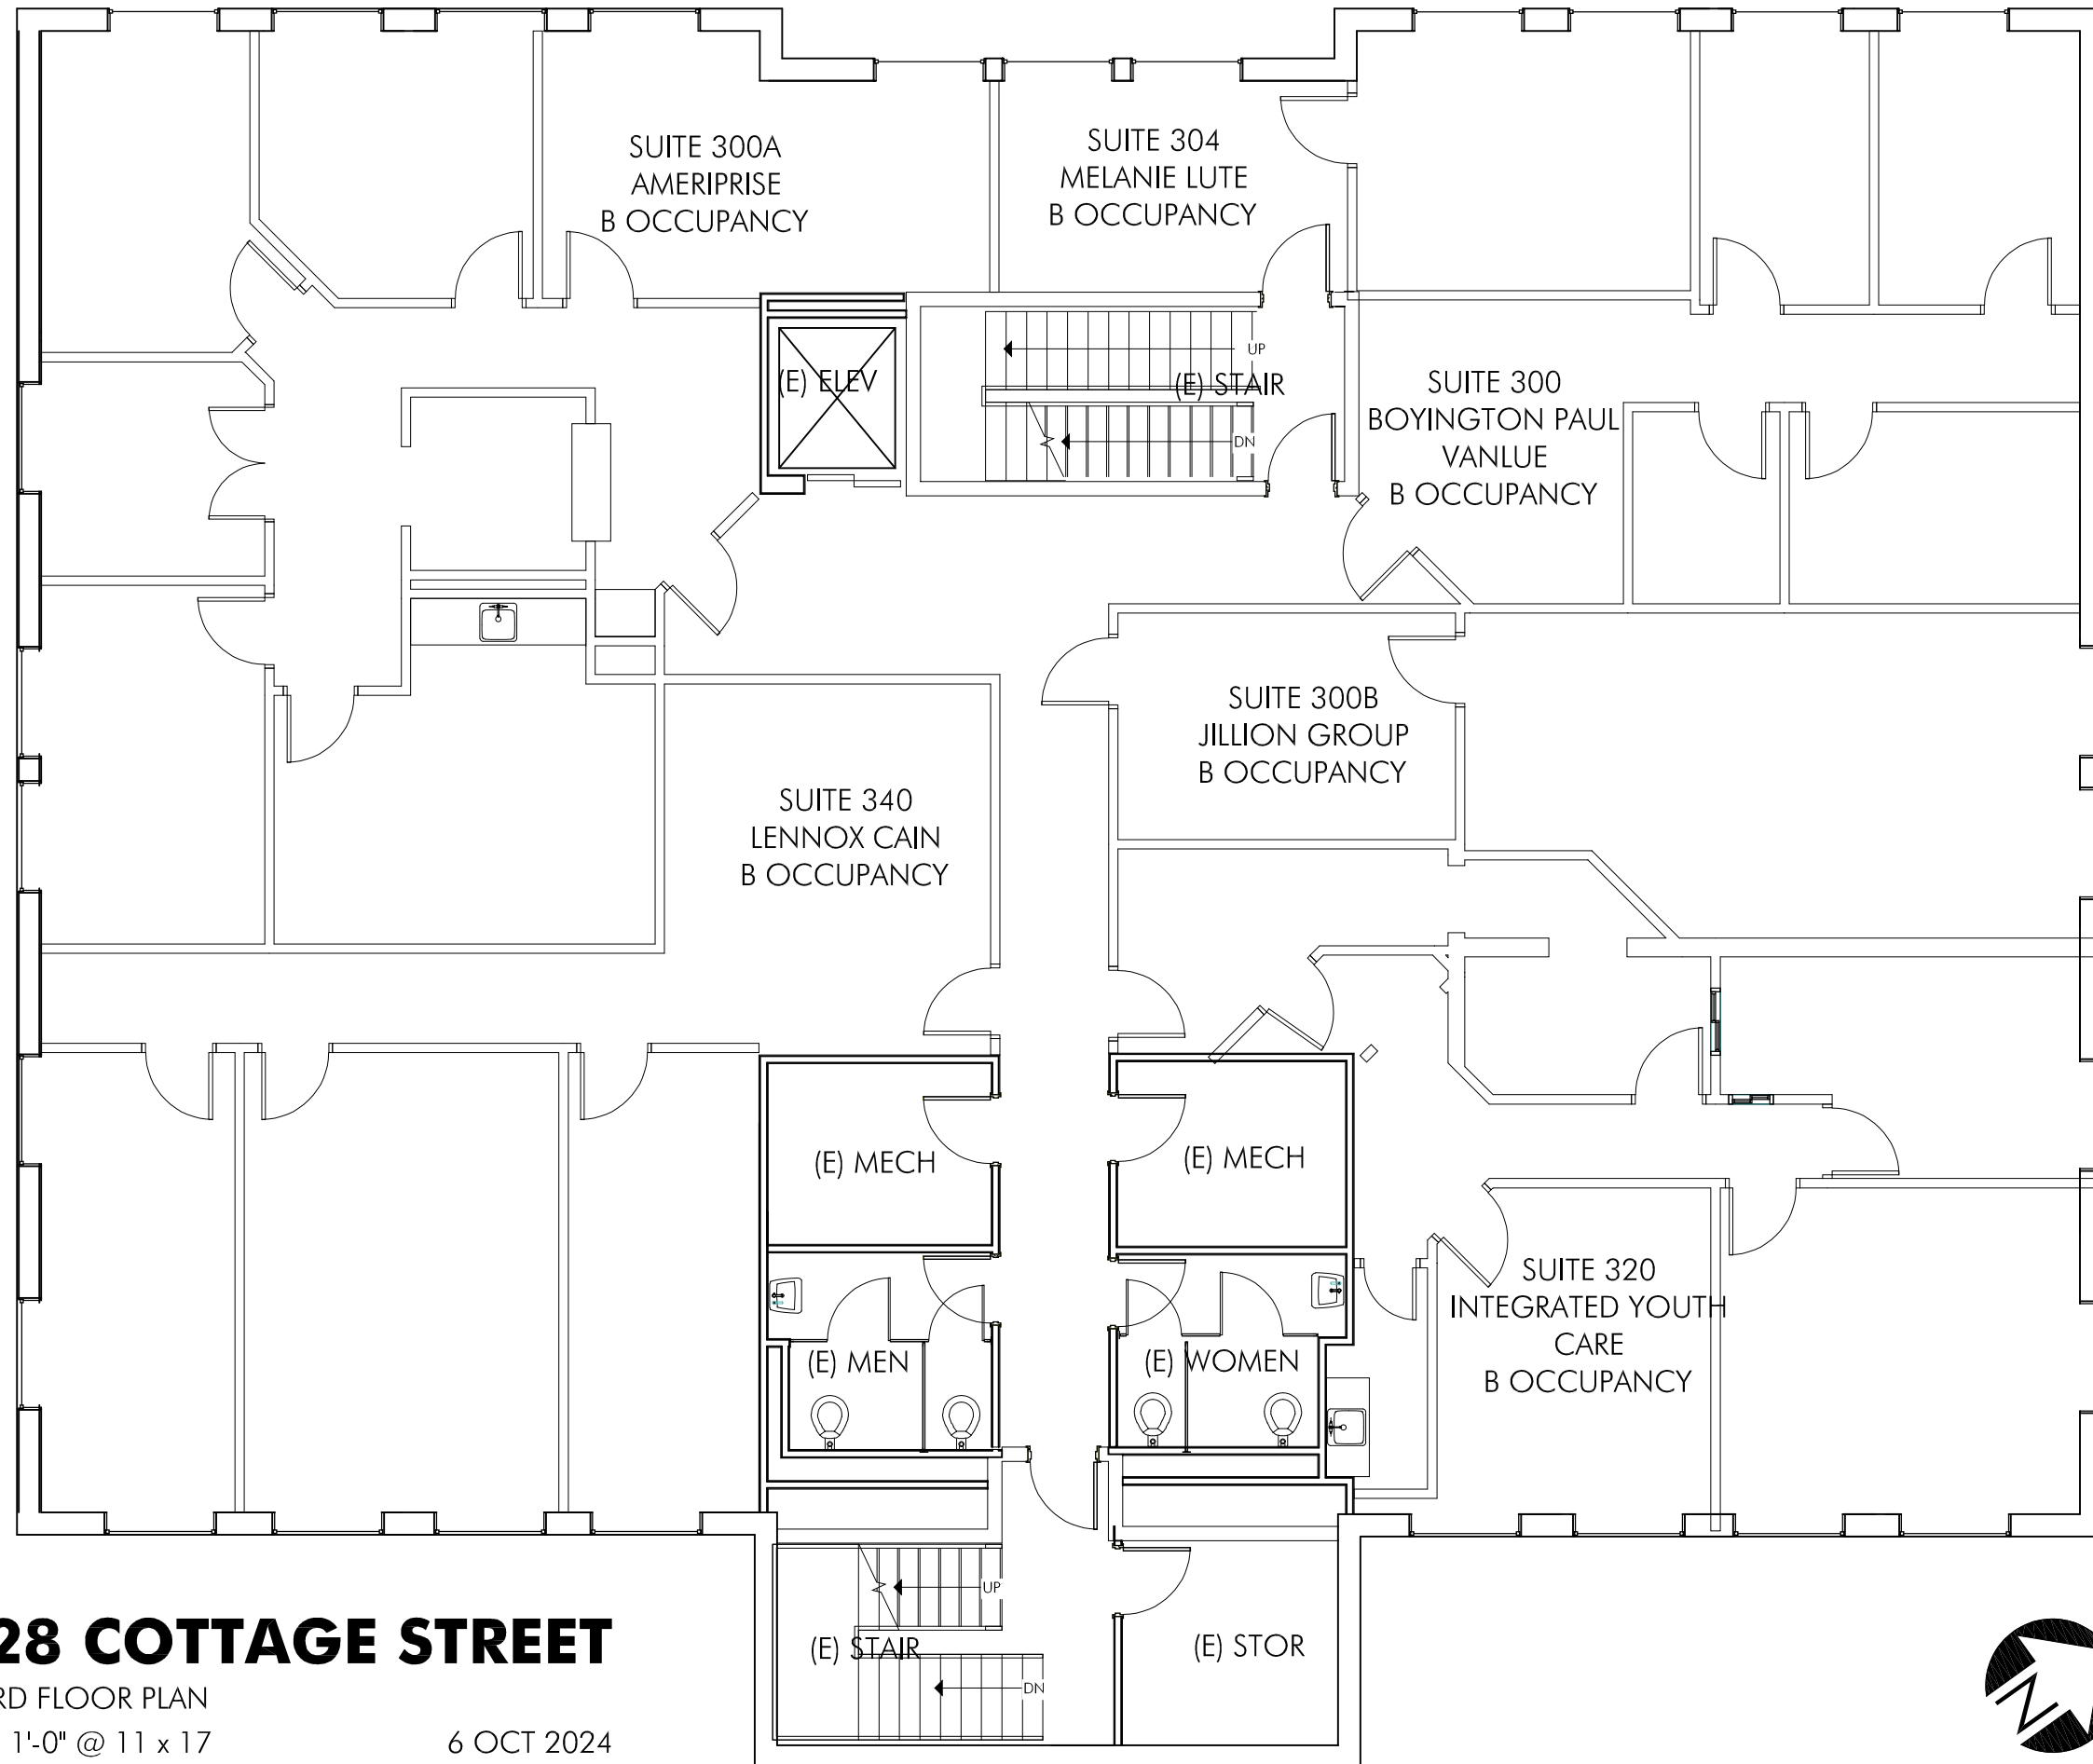 SUITE 300A
AMERIPRISE
B OCCUPANCY
SUITE 304
MELANIE LUTE
B OCCUPANCY
UP
(E) ELEV
(E) STAIR
DN
SUITE 300
BOYINGTON PAUL
VANLUE
B OCCUPANCY
SUITE 300B
JILLION GROUP
B OCCUPANCY
SUITE 340
LENNOX CAIN
B OCCUPANCY
(E) MECH
(E) MECH
SUITE 320
INTEGRATED YOUTH
CARE
B OCCUPANCY
(E) MEN
(E) WOMEN
UP
(E) STAIR
DN
(E) STOR
28 COTTAGE STREET
RD FLOOR PLAN
1'-0" @ 11 x 17
6 OCT 2024
N